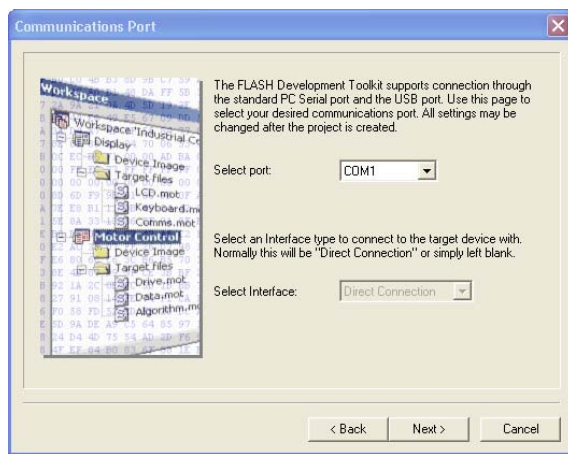 Communications Port
Workspace
Workspace 'Industrial Co
Display
Device Image
Target files
LCD.mot
Keyboard.m
Comms.mot
Motor Control
Device Image
Target files
Drive.mot
Data.mot
Algorithm.m
The FLASH Development Toolkit supports connection through
the standard PC Serial port and the USB port. Use this page to
select your desired communications port. All settings may be
changed after the project is created.
Select port:
COM1
Select an Interface type to connect to the target device with.
Normally this will be "Direct Connection" or simply left blank.
Select Interface:
Direct Connection
< Back
Next >
Cancel